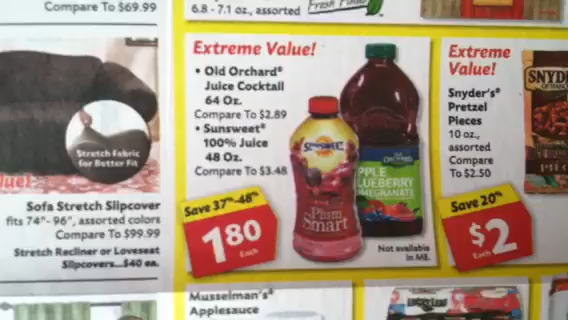 Compare To $69.99
6.8 - 7.1 oz., assorted
Extreme Value!
• Old Orchard®
Juice Cocktail
64 Oz.
Compare To $2.89
• Sunsweet®
100% Juice
48 Oz.
Compare To $3.48
Save 37%-48%
1.80
Each
SUNSWEET
Plum
Smart
OLD ORCHARD
APPLE
BLUEBERRY
POMEGRANATE
Not available
in ME.
Extreme
Value!
Snyder's®
Pretzel
Pieces
10 oz.,
assorted
Compare
To $2.50
Save 20%
$2
Each
SNYDER'S
Stretch Fabric
for Better Fit
Sofa Stretch Slipcover
fits 74"- 96", assorted colors
Compare To $99.99
Stretch Recliner or Loveseat
Slipcovers...$40 ea.
Musselman's®
Applesauce